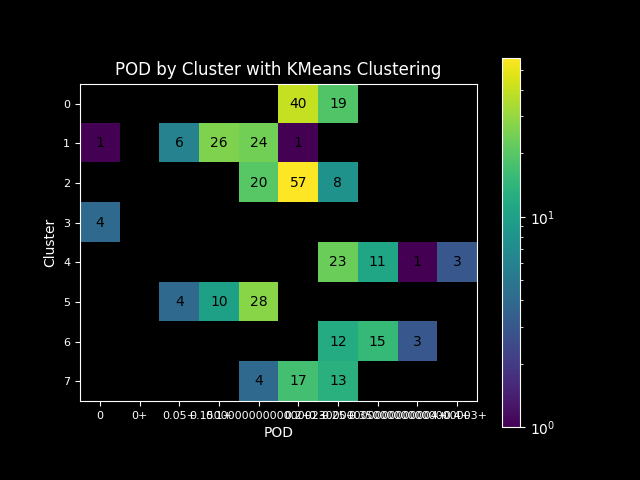 POD by Cluster with KMeans Clustering
0 40 19
1 1 6 26 24 1
2 20 57 8
3 4
4 23 11 1 3
5 4 10 28
6 12 15 3
7 4 17 13
Cluster
0 0+ 0.05+
POD
10¹
10⁰